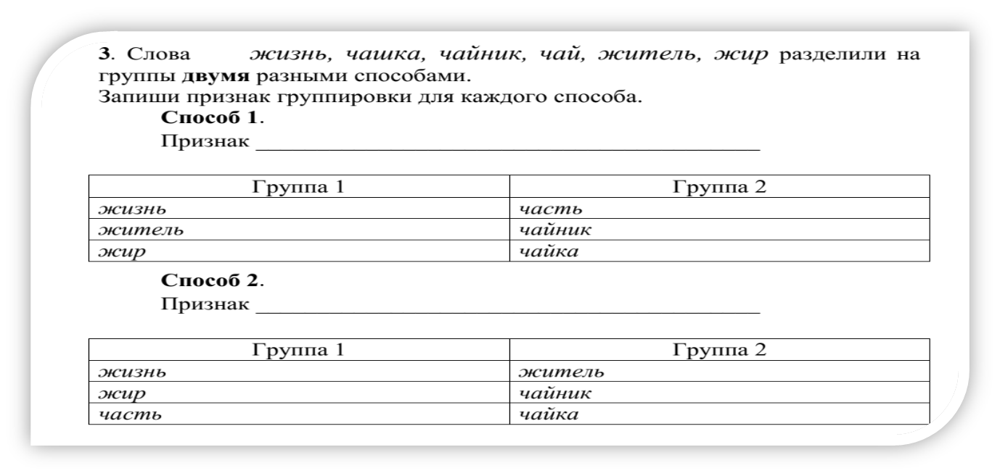 3. Слова жизнь, чашка, чайник, чай, житель, жир разделили на
группы двумя разными способами.
Запиши признак группировки для каждого способа.
Способ 1.
Признак ____________________
Группа 1 Группа 2
жизнь часть
житель чайник
жир чайка
Способ 2.
Признак ____________________
Группа 1 Группа 2
жизнь житель
жир чайник
часть чайка